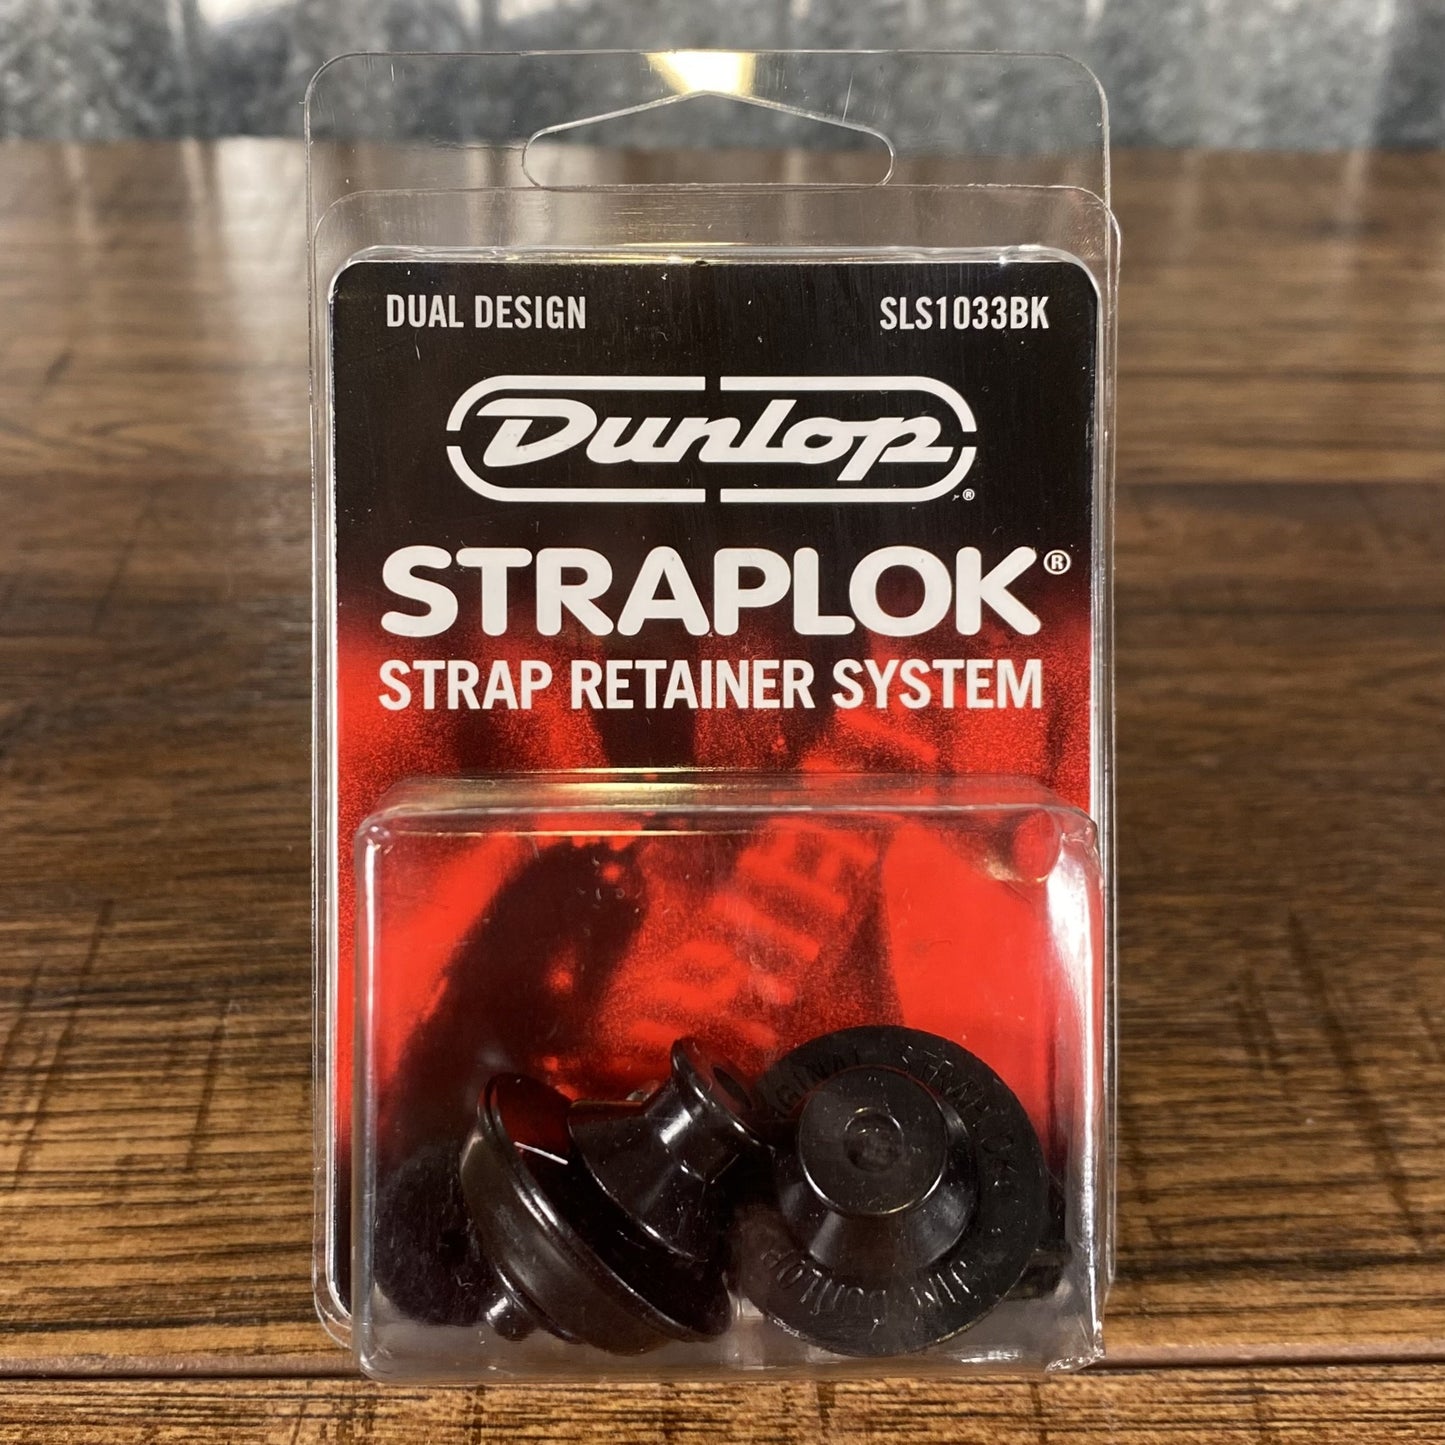 DUAL DESIGN SLS1033BK
Dunlop®
STRAPLOK®
STRAP RETAINER SYSTEM